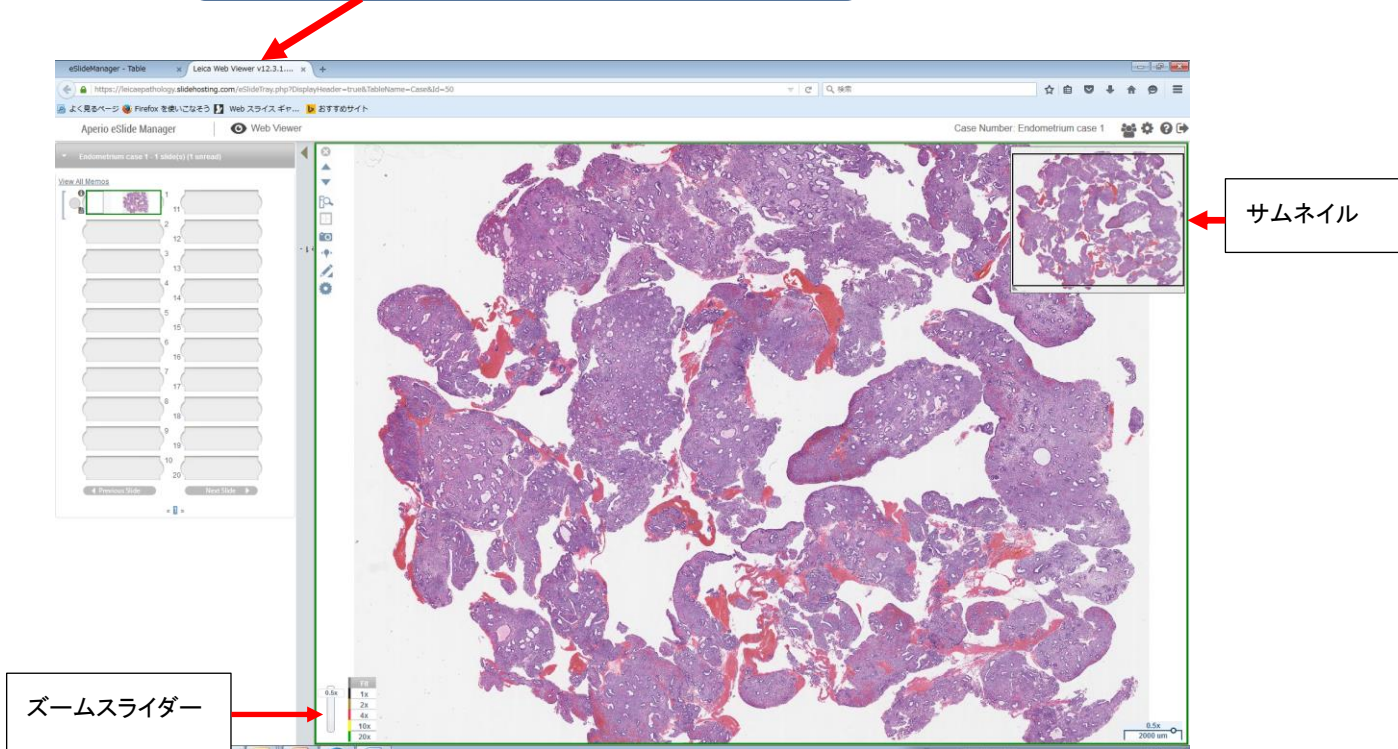 eSlideManager - Table × Leica Web Viewer v12.3.1.... × +
https://leicaepathology.slidehosting.com/eSlideTray.php?DisplayHeader=true&TableName=Case&Id=50
検索
よく見るページ Firefox を使いこなそう Web スライス ギャ... おすすめサイト
Aperio eSlide Manager Web Viewer
Case Number: Endometrium case 1
Endometrium case 1 - 1 slide(s) (1 unread)
View All Memos
1
11
2
12
3
13
4
14
5
15
6
16
7
17
8
18
9
19
10
20
Previous Slide Next Slide
« 1 »
サムネイル
ズームスライダー
0.5x
Fit
1x
2x
4x
10x
20x
0.5x
2000 um